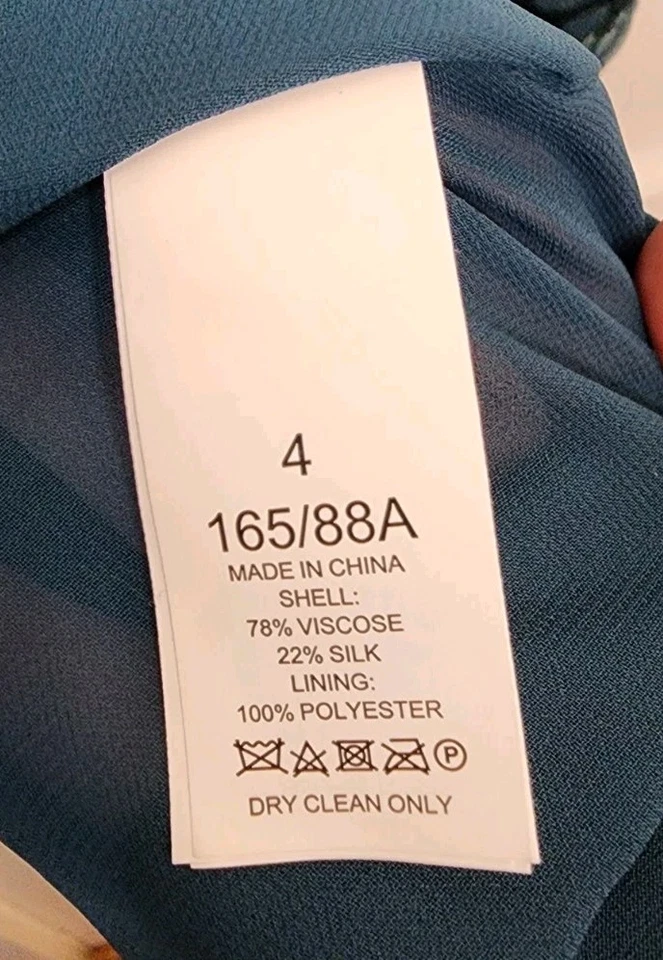 4
165/88A
MADE IN CHINA
SHELL:
78% VISCOSE
22% SILK
LINING:
100% POLYESTER
P
DRY CLEAN ONLY